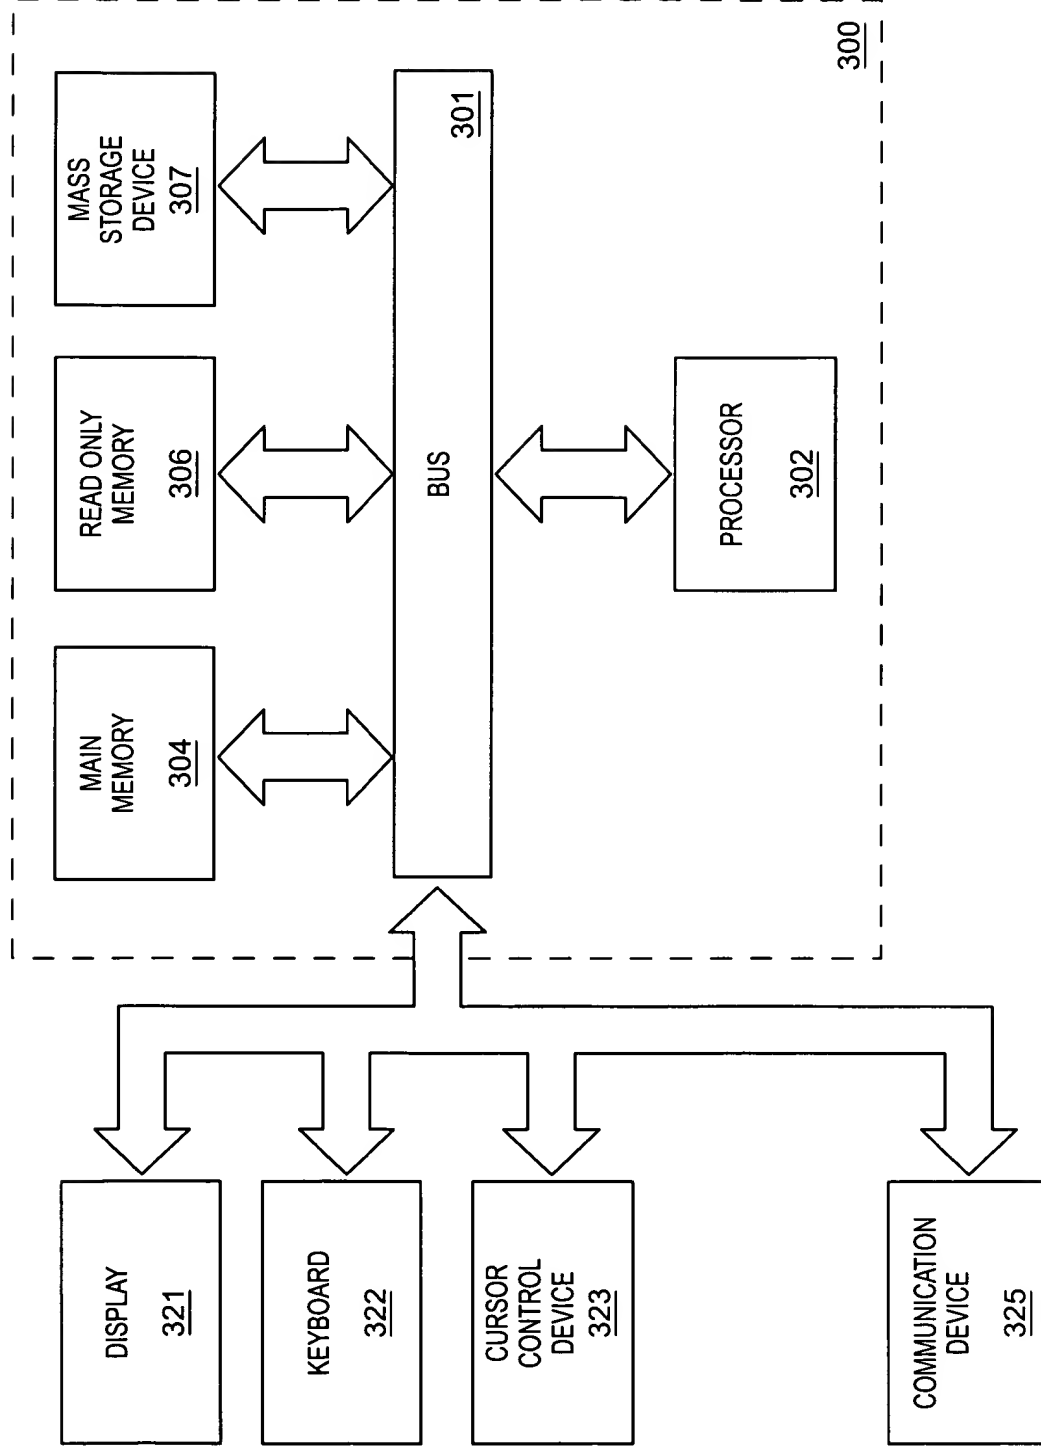 DISPLAY
321
KEYBOARD
322
CURSOR
CONTROL
DEVICE
323
COMMUNICATION
DEVICE
325
MAIN
MEMORY
304
READ ONLY
MEMORY
306
MASS
STORAGE
DEVICE
307
BUS
301
PROCESSOR
302
300